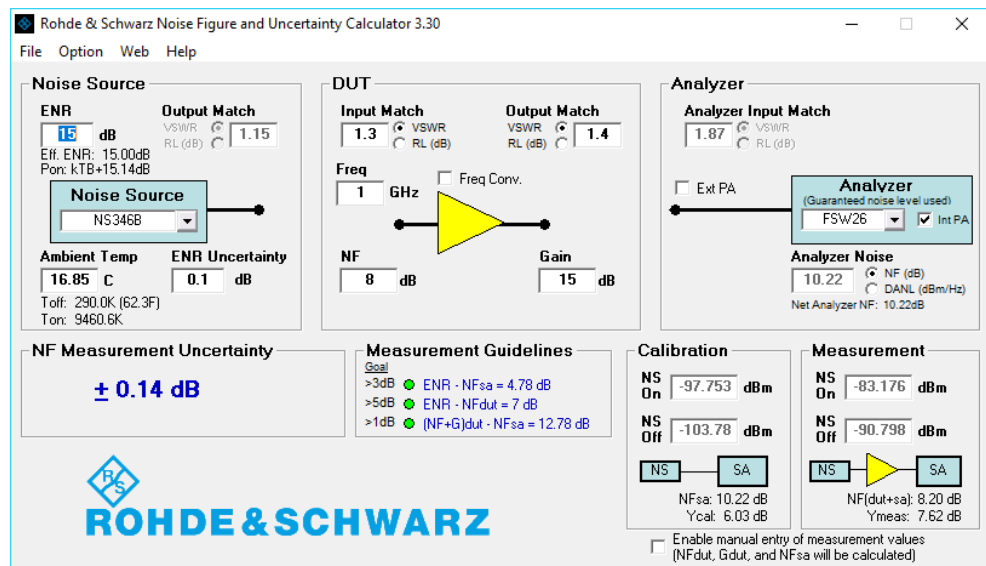 Rohde & Schwarz Noise Figure and Uncertainty Calculator 3.30
File Option Web Help
Noise Source
ENR
15 dB
Eff. ENR: 15.00dB
Pon: kTB+15.14dB
Output Match
VSWR
RL (dB)
1.15
Noise Source
NS346B
Ambient Temp
16.85 C
Toff: 290.0K (62.3F)
Ton: 9460.6K
ENR Uncertainty
0.1 dB
DUT
Input Match
1.3 VSWR
RL (dB)
Output Match
VSWR
RL (dB)
1.4
Freq
1 GHz
Freq Conv.
NF
8 dB
Gain
15 dB
Analyzer
Analyzer Input Match
1.87 VSWR
RL (dB)
Ext PA
Analyzer
(Guaranteed noise level used)
FSW26 Int PA
Analyzer Noise
10.22 NF (dB)
DANL (dBm/Hz)
Net Analyzer NF: 10.22dB
NF Measurement Uncertainty
± 0.14 dB
Measurement Guidelines
Goal
>3dB ENR - NFsa = 4.78 dB
>5dB ENR - NFdut = 7 dB
>1dB (NF+G)dut - NFsa = 12.78 dB
Calibration
NS On -97.753 dBm
NS Off -103.78 dBm
NS SA
NFsa: 10.22 dB
Ycal: 6.03 dB
Measurement
NS On -83.176 dBm
NS Off -90.798 dBm
NS SA
NF(dut+sa): 8.20 dB
Ymeas: 7.62 dB
Enable manual entry of measurement values
(NFdut, Gdut, and NFsa will be calculated)
R S
ROHDE & SCHWARZ